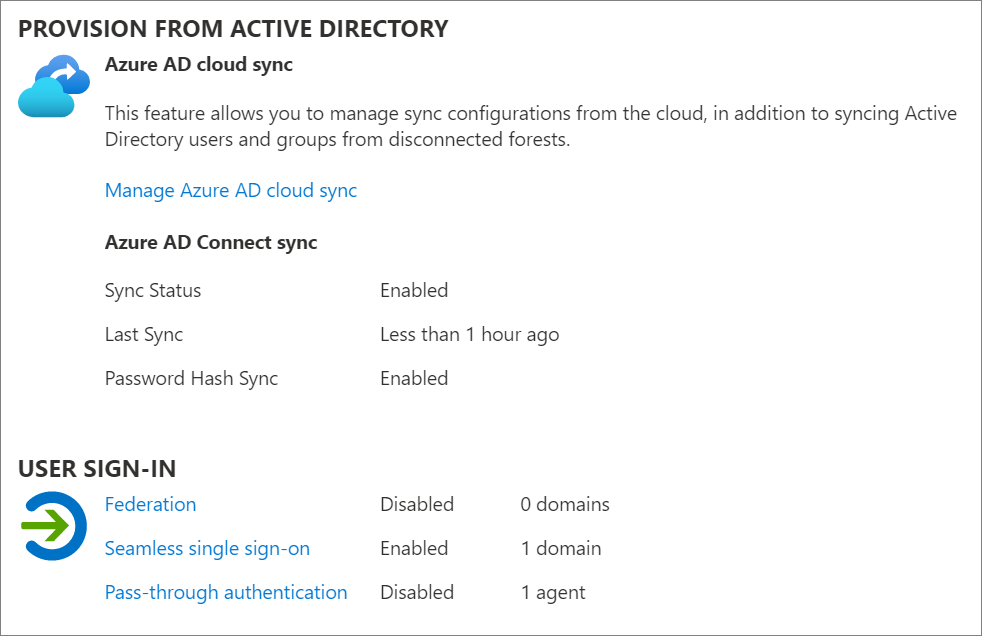 PROVISION FROM ACTIVE DIRECTORY
Azure AD cloud sync
This feature allows you to manage sync configurations from the cloud, in addition to syncing Active
Directory users and groups from disconnected forests.
Manage Azure AD cloud sync
Azure AD Connect sync
Sync Status Enabled
Last Sync Less than 1 hour ago
Password Hash Sync Enabled
USER SIGN-IN
Federation Disabled 0 domains
Seamless single sign-on Enabled 1 domain
Pass-through authentication Disabled 1 agent